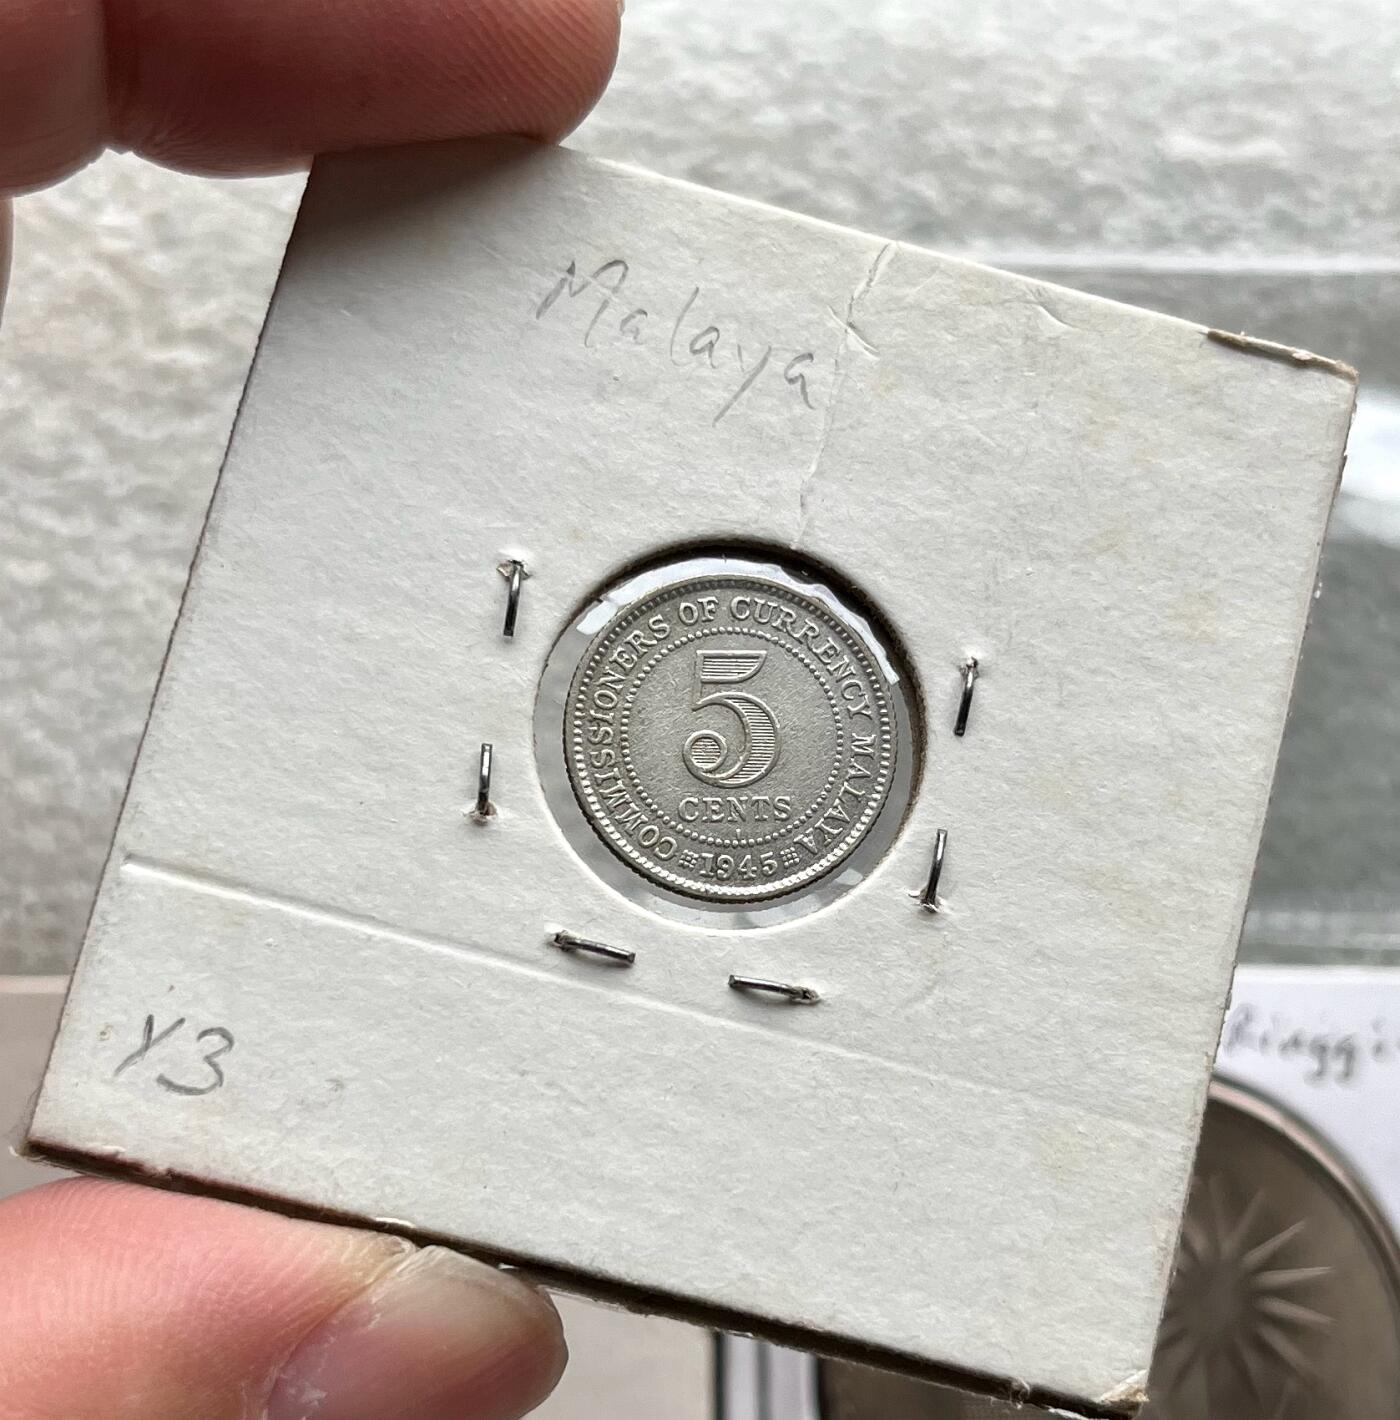 Malaya
COMMISSIONERS OF CURRENCY MALAYA
5
CENTS
1945
Y3